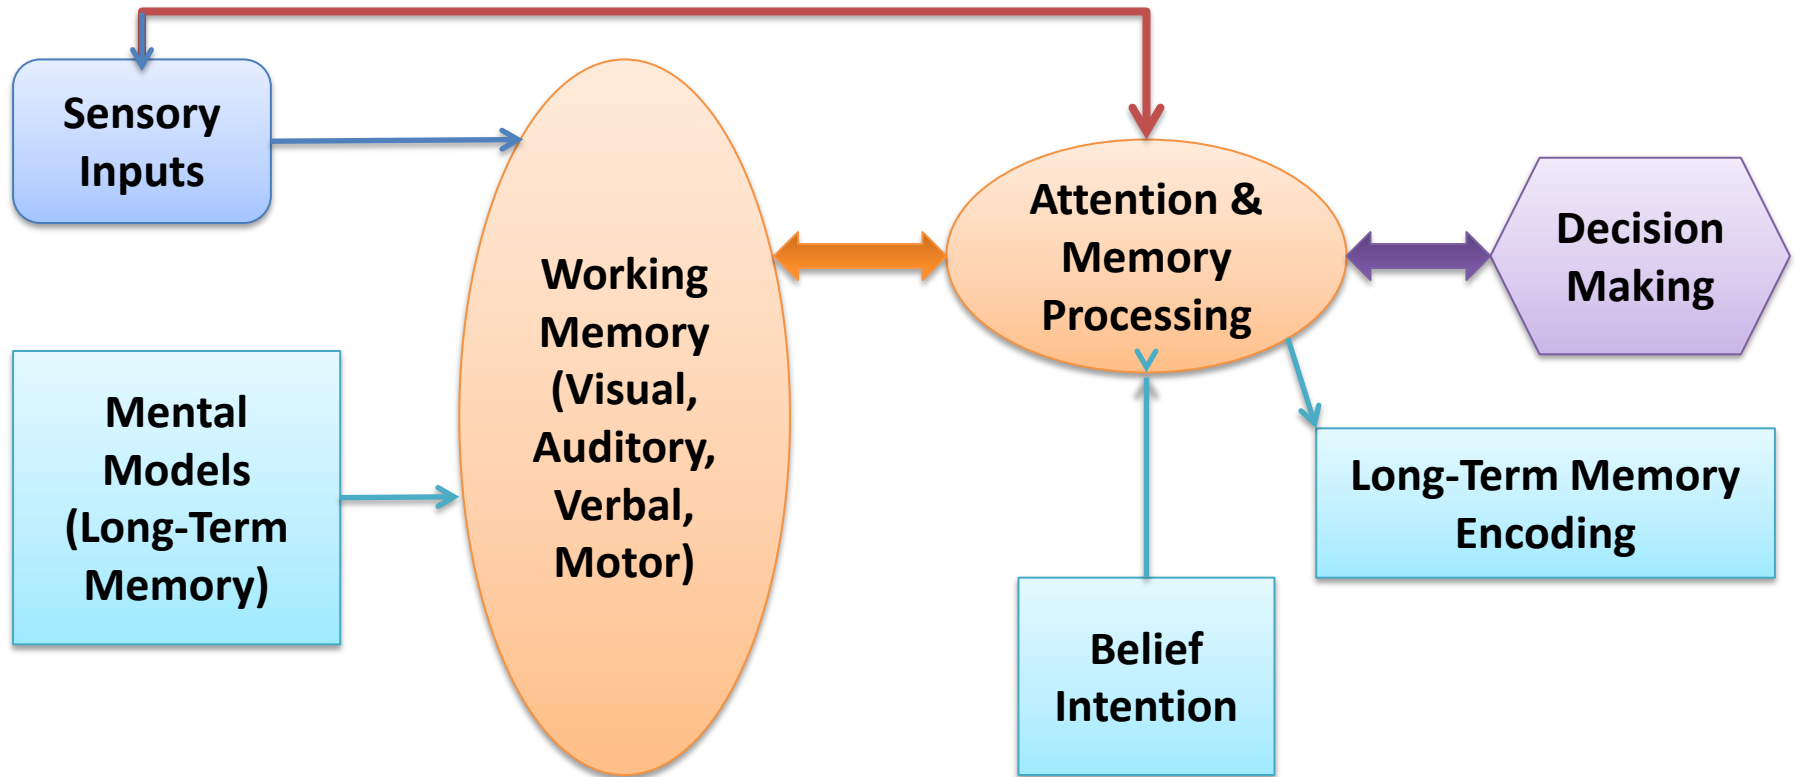 Sensory
Inputs
Mental
Models
(Long-Term
Memory)
Working
Memory
(Visual,
Auditory,
Verbal,
Motor)
Attention &
Memory
Processing
Decision
Making
Long-Term Memory
Encoding
Belief
Intention